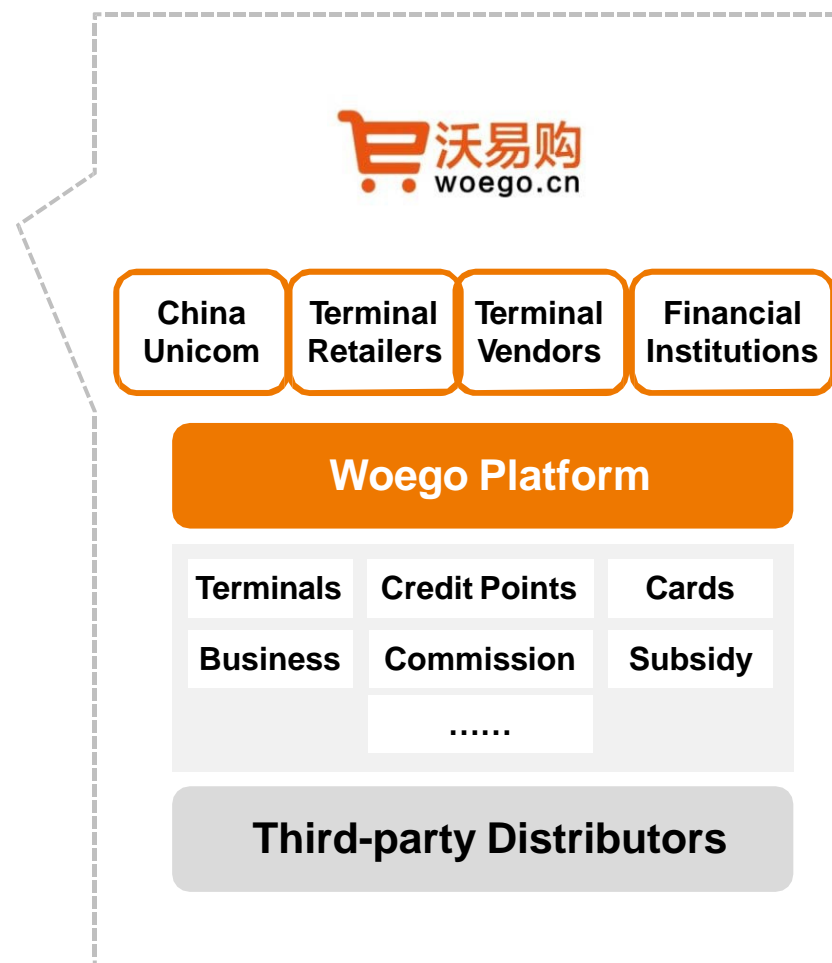 沃易购
woego.cn
China
Unicom
Terminal
Retailers
Terminal
Vendors
Financial
Institutions
Woego Platform
Terminals
Credit Points
Cards
Business
Commission
Subsidy
......
Third-party Distributors